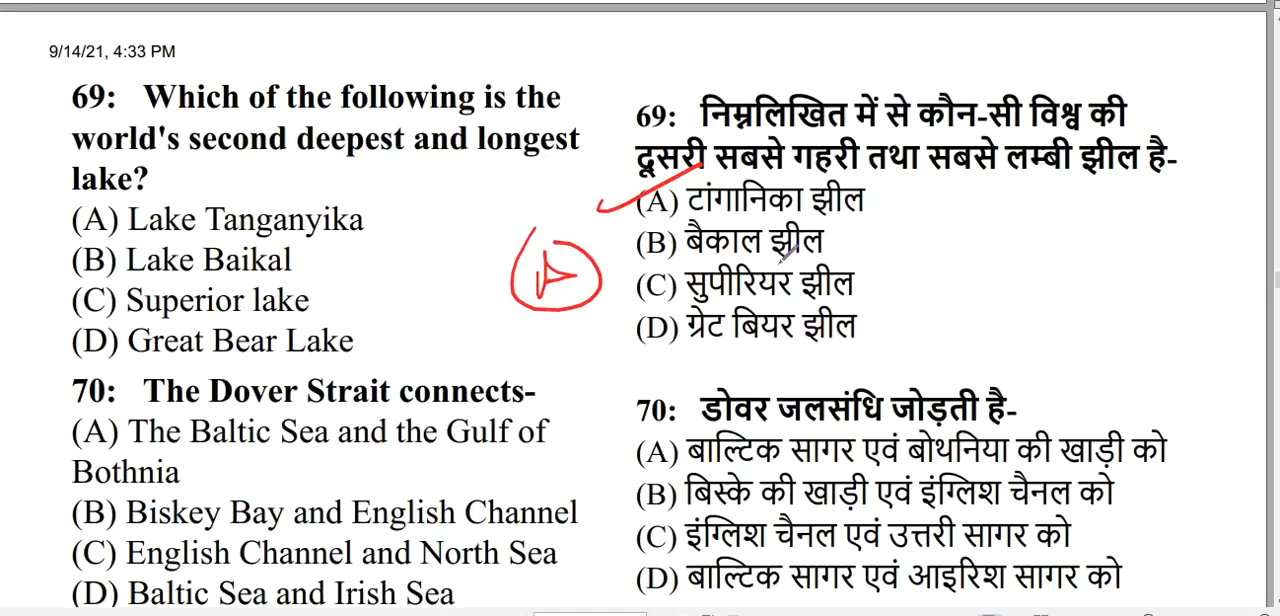 9/14/21, 4:33 PM
69: Which of the following is the
world's second deepest and longest
lake?
(A) Lake Tanganyika
(B) Lake Baikal
(C) Superior lake
(D) Great Bear Lake
70: The Dover Strait connects-
(A) The Baltic Sea and the Gulf of
Bothnia
(B) Biskey Bay and English Channel
(C) English Channel and North Sea
(D) Baltic Sea and Irish Sea
69: निम्नलिखित में से कौन-सी विश्व की
दूसरी सबसे गहरी तथा सबसे लम्बी झील है-
(A) टांगानिका झील
(B) बैकाल झील
(C) सुपीरियर झील
(D) ग्रेट बियर झील
70: डोवर जलसंधि जोड़ती है-
(A) बाल्टिक सागर एवं बोथनिया की खाड़ी को
(B) बिस्के की खाड़ी एवं इंग्लिश चैनल को
(C) इंग्लिश चैनल एवं उत्तरी सागर को
(D) बाल्टिक सागर एवं आइरिश सागर को